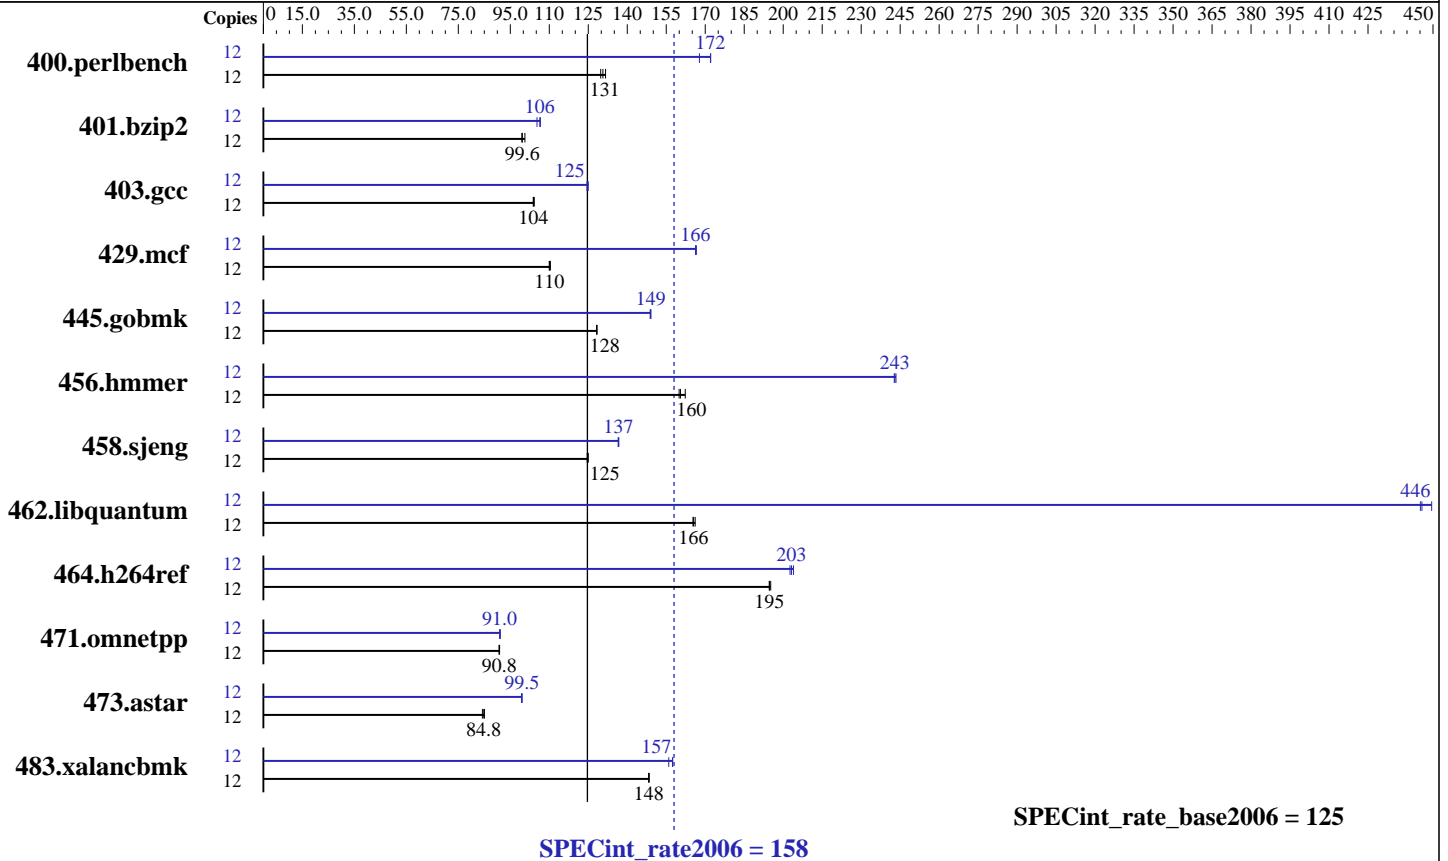 Copies 0 15.0 35.0 55.0 75.0 95.0 110 125 140 155 170 185 200 215 230 245 260 275 290 305 320 335 350 365 380 395 410 425 450
400.perlbench 12 172
12 131
401.bzip2 12 106
12 99.6
403.gcc 12 125
12 104
429.mcf 12 166
12 110
445.gobmk 12 149
12 128
456.hmmer 12 243
12 160
458.sjeng 12 137
12 125
462.libquantum 12 446
12 166
464.h264ref 12 203
12 195
471.omnetpp 12 91.0
12 90.8
473.astar 12 99.5
12 84.8
483.xalancbmk 12 157
12 148
SPECint_rate_base2006 = 125
SPECint_rate2006 = 158